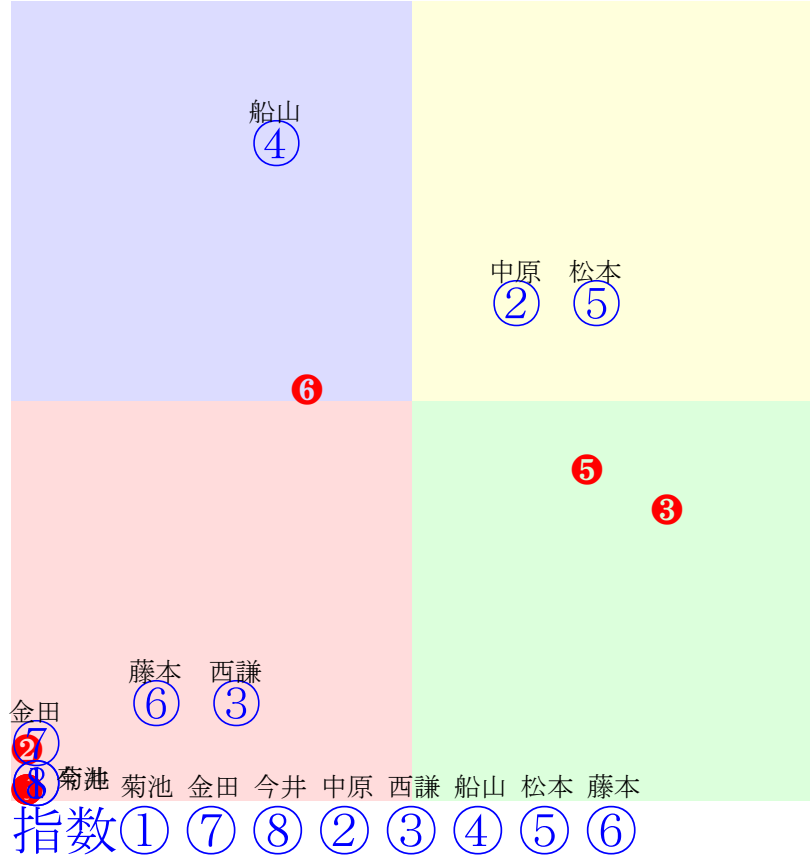 船山
④
中原 松本
② ⑤
❻
❺
❸
藤本 西謙
⑥ ③
金田
⑦
❷
⑧
菊池 金田 今井 中原 西謙 船山 松本 藤本
指数① ⑦ ⑧ ② ③ ④ ⑤ ⑥